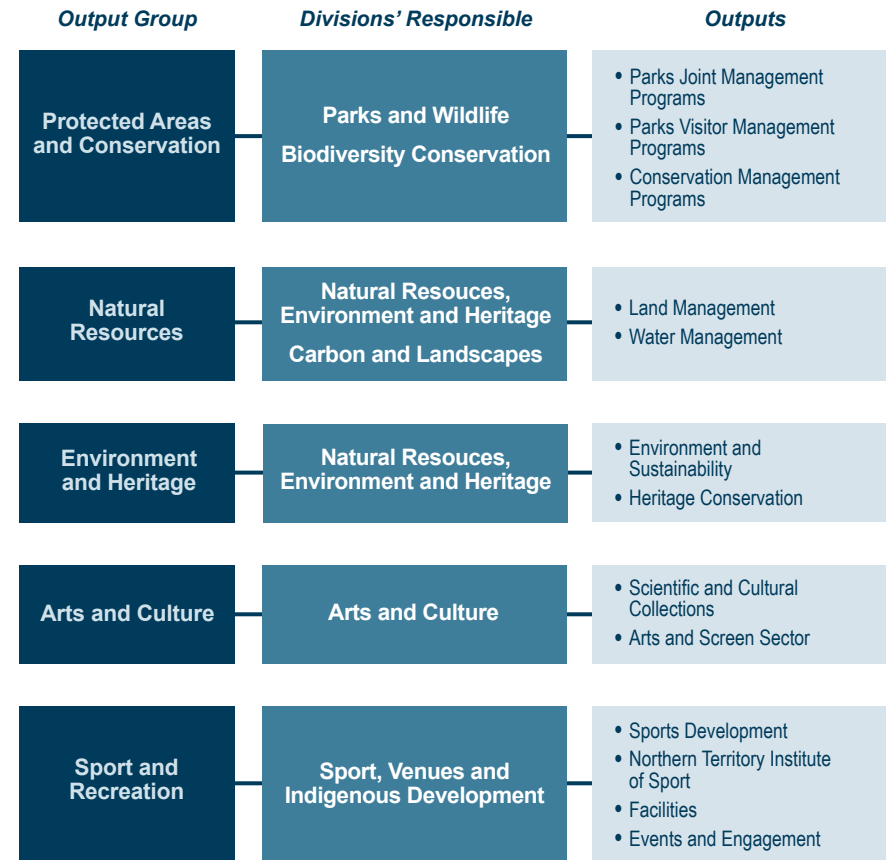 Output Group
Divisions' Responsible
Outputs
Protected Areas
and Conservation
Parks and Wildlife
Biodiversity Conservation
• Parks Joint Management
Programs
• Parks Visitor Management
Programs
• Conservation Management
Programs
Natural
Resources
Natural Resouces,
Environment and Heritage
Carbon and Landscapes
• Land Management
• Water Management
Environment
and Heritage
Natural Resouces,
Environment and Heritage
• Environment and
Sustainability
• Heritage Conservation
Arts and Culture
Arts and Culture
• Scientific and Cultural
Collections
• Arts and Screen Sector
Sport and
Recreation
Sport, Venues and
Indigenous Development
• Sports Development
• Northern Territory Institute
of Sport
• Facilities
• Events and Engagement